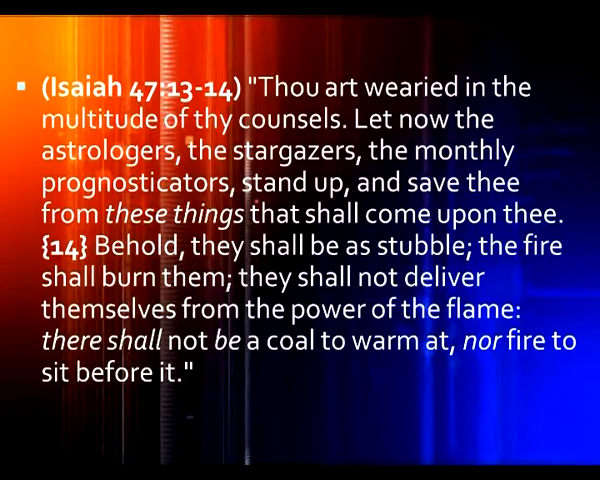 (Isaiah 47:13-14) "Thou art wearied in the
multitude of thy counsels. Let now the
astrologers, the stargazers, the monthly
prognosticators, stand up, and save thee
from these things that shall come upon thee.
{14} Behold, they shall be as stubble; the fire
shall burn them; they shall not deliver
themselves from the power of the flame:
there shall not be a coal to warm at, nor fire to
sit before it."